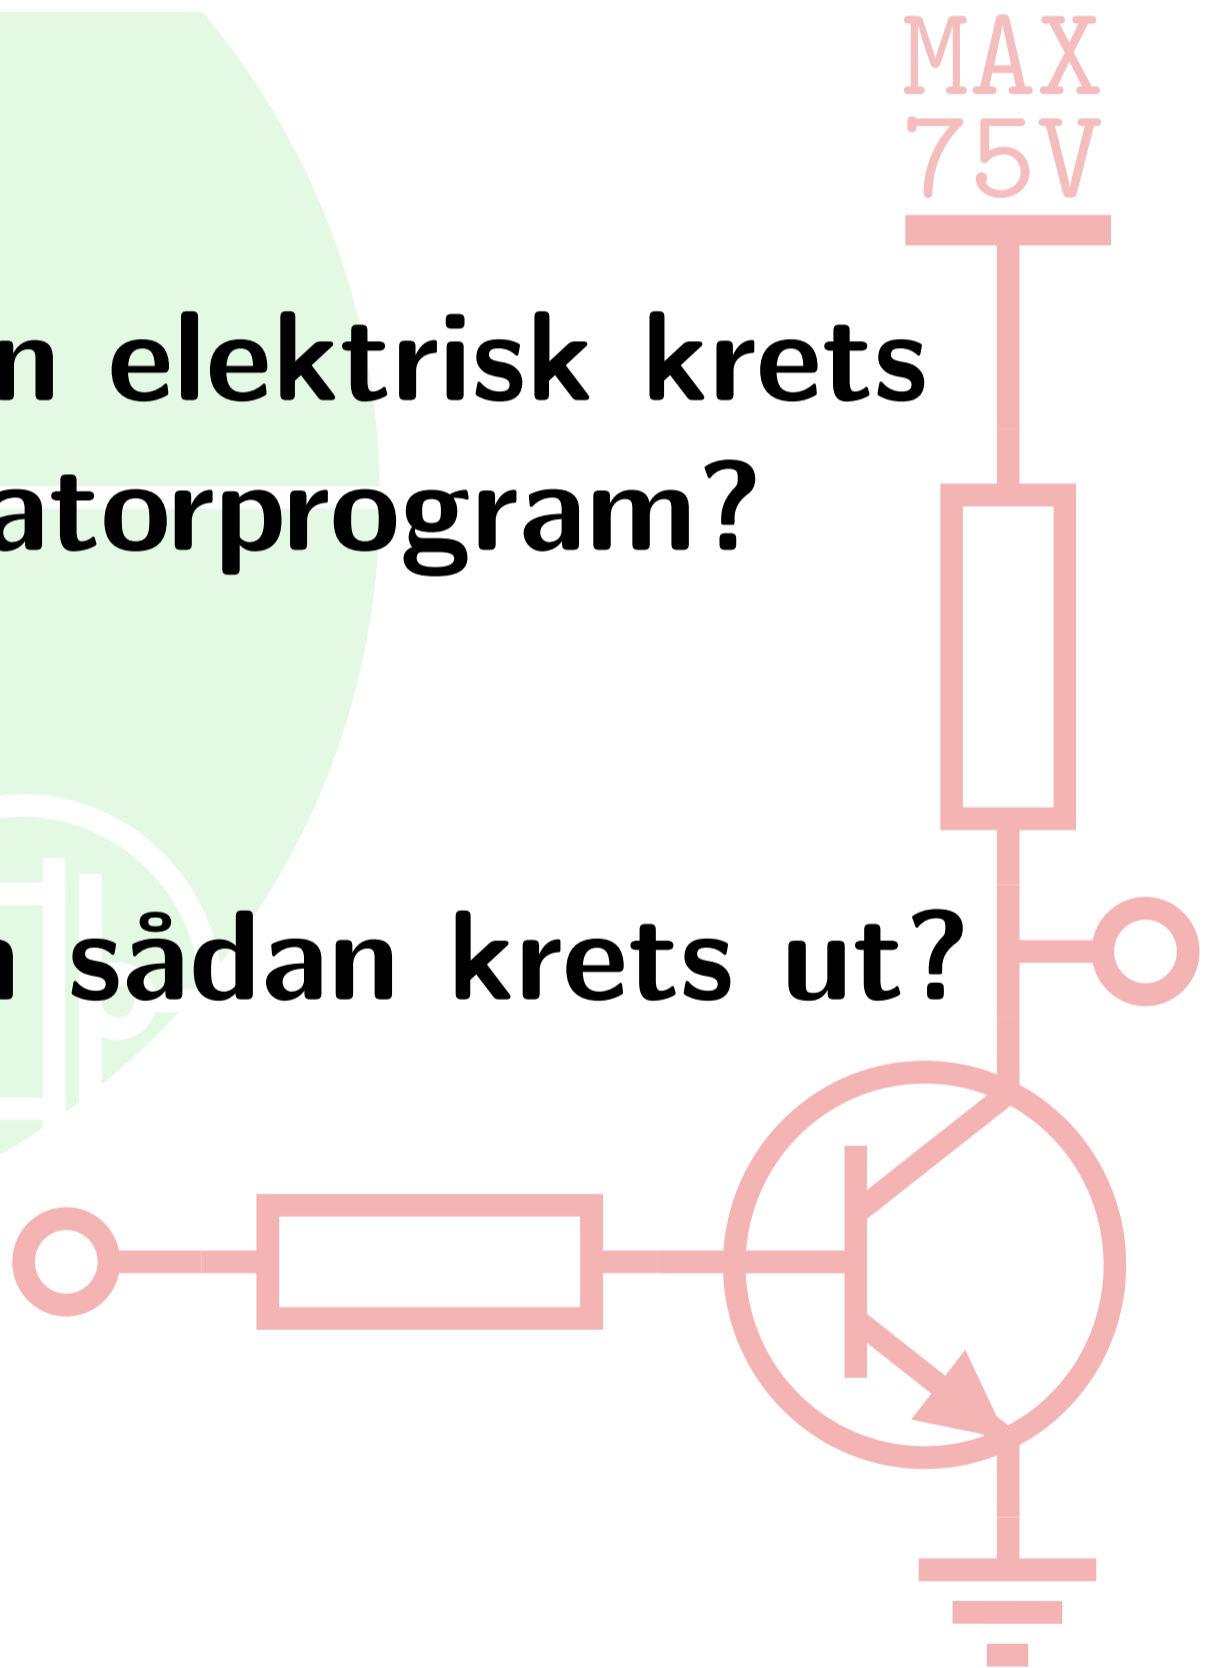 MAX
75V
n elektrisk krets
atorprogram?
sådan krets ut?